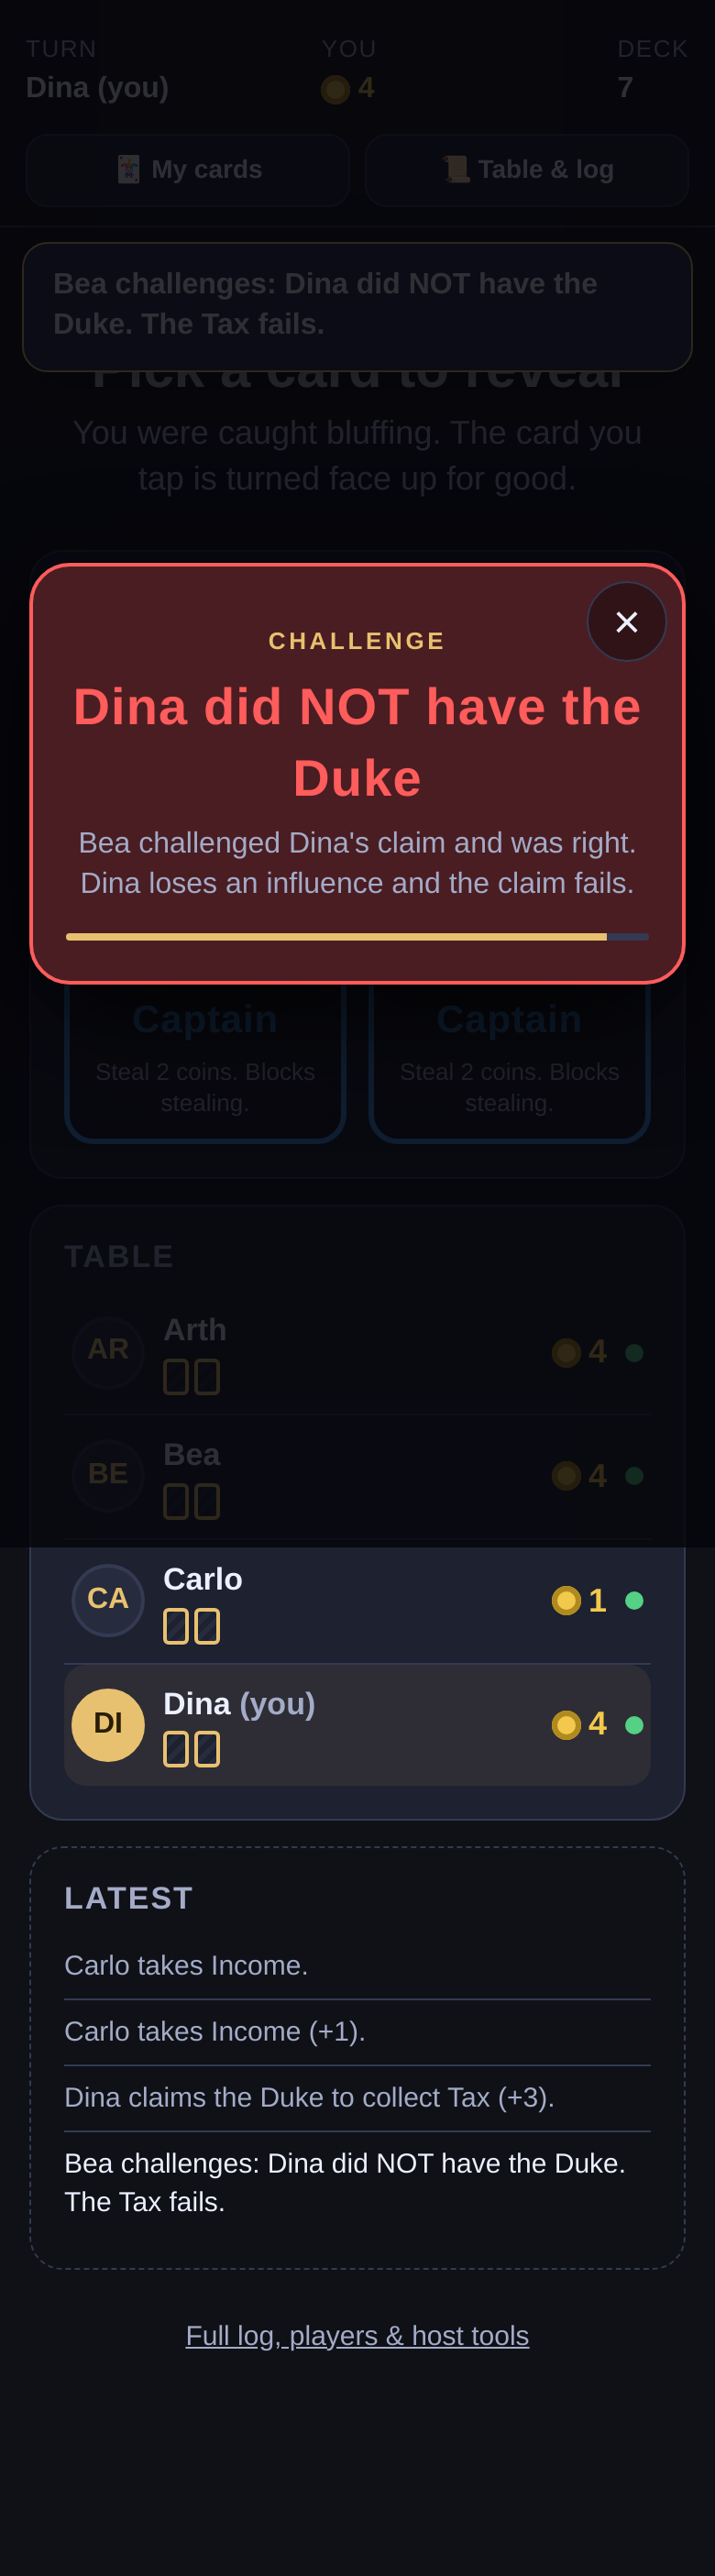 TURN
YOU
DECK
Dina (you)
4
7
🃏 My cards
📜 Table & log
Bea challenges: Dina did NOT have the
Duke. The Tax fails.
Pick a card to reveal
You were caught bluffing. The card you
tap is turned face up for good.
×
CHALLENGE
Dina did NOT have the
Duke
Bea challenged Dina's claim and was right.
Dina loses an influence and the claim fails.
Captain
Captain
Steal 2 coins. Blocks
stealing.
Steal 2 coins. Blocks
stealing.
TABLE
AR
Arth
4
BE
Bea
4
CA
Carlo
1
DI
Dina (you)
4
LATEST
Carlo takes Income.
Carlo takes Income (+1).
Dina claims the Duke to collect Tax (+3).
Bea challenges: Dina did NOT have the Duke.
The Tax fails.
Full log, players & host tools